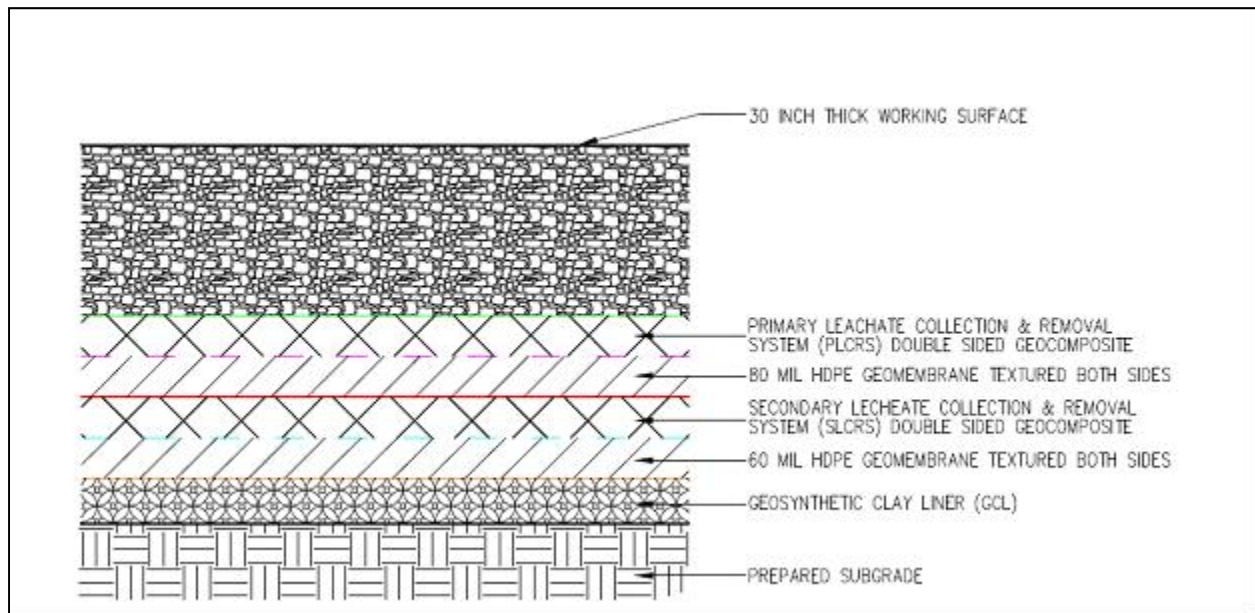 30 INCH THICK WORKING SURFACE
PRIMARY LEACHATE COLLECTION & REMOVAL
SYSTEM (PLCRS) DOUBLE SIDED GEOCOMPOSITE
80 MIL HDPE GEOMEMBRANE TEXTURED BOTH SIDES
SECONDARY LECHEATE COLLECTION & REMOVAL
SYSTEM (SLCRS) DOUBLE SIDED GEOCOMPOSITE
60 MIL HDPE GEOMEMBRANE TEXTURED BOTH SIDES
GEOSYNTHETIC CLAY LINER (GCL)
PREPARED SUBGRADE